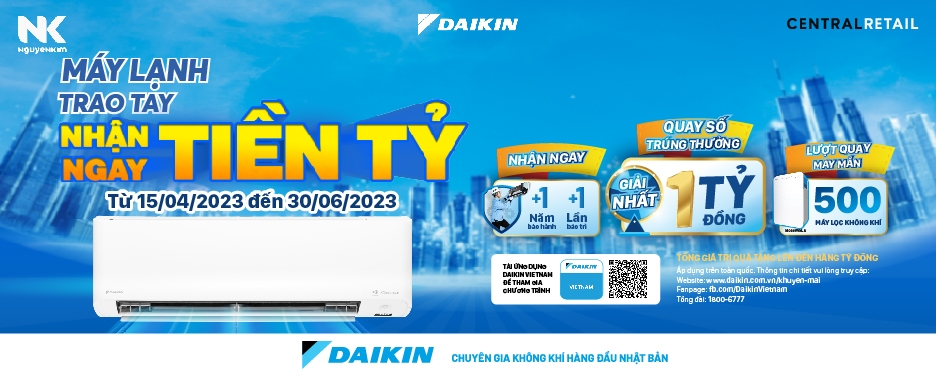 NK
NGUYENKIM
DAIKIN
CENTRALRETAIL
MÁY LẠNH
TRAO TAY
NHẬN
NGAY
TIỀN TỶ
Từ 15/04/2023 đến 30/06/2023
NHẬN NGAY
+1 Năm bảo hành
+1 Lần bảo trì
QUAY SỐ
TRÚNG THƯỞNG
GIẢI
NHẤT
1 TỶ
ĐỒNG
LƯỢT QUAY
MAY MẮN
500
MÁY LỌC KHÔNG KHÍ
TẢI ỨNG DỤNG
DAIKIN VIETNAM
ĐỂ THAM GIA
CHƯƠNG TRÌNH
DAIKIN
VIETNAM
TỔNG GIÁ TRỊ QUÀ TẶNG LÊN ĐẾN HÀNG TỶ ĐỒNG
Áp dụng trên toàn quốc. Thông tin chi tiết vui lòng truy cập:
Website: www.daikin.com.vn/khuyen-mai
Fanpage: fb.com/DaikinVietnam
Tổng đài: 1800-6777
DAIKIN
DAIKIN CHUYÊN GIA KHÔNG KHÍ HÀNG ĐẦU NHẬT BẢN